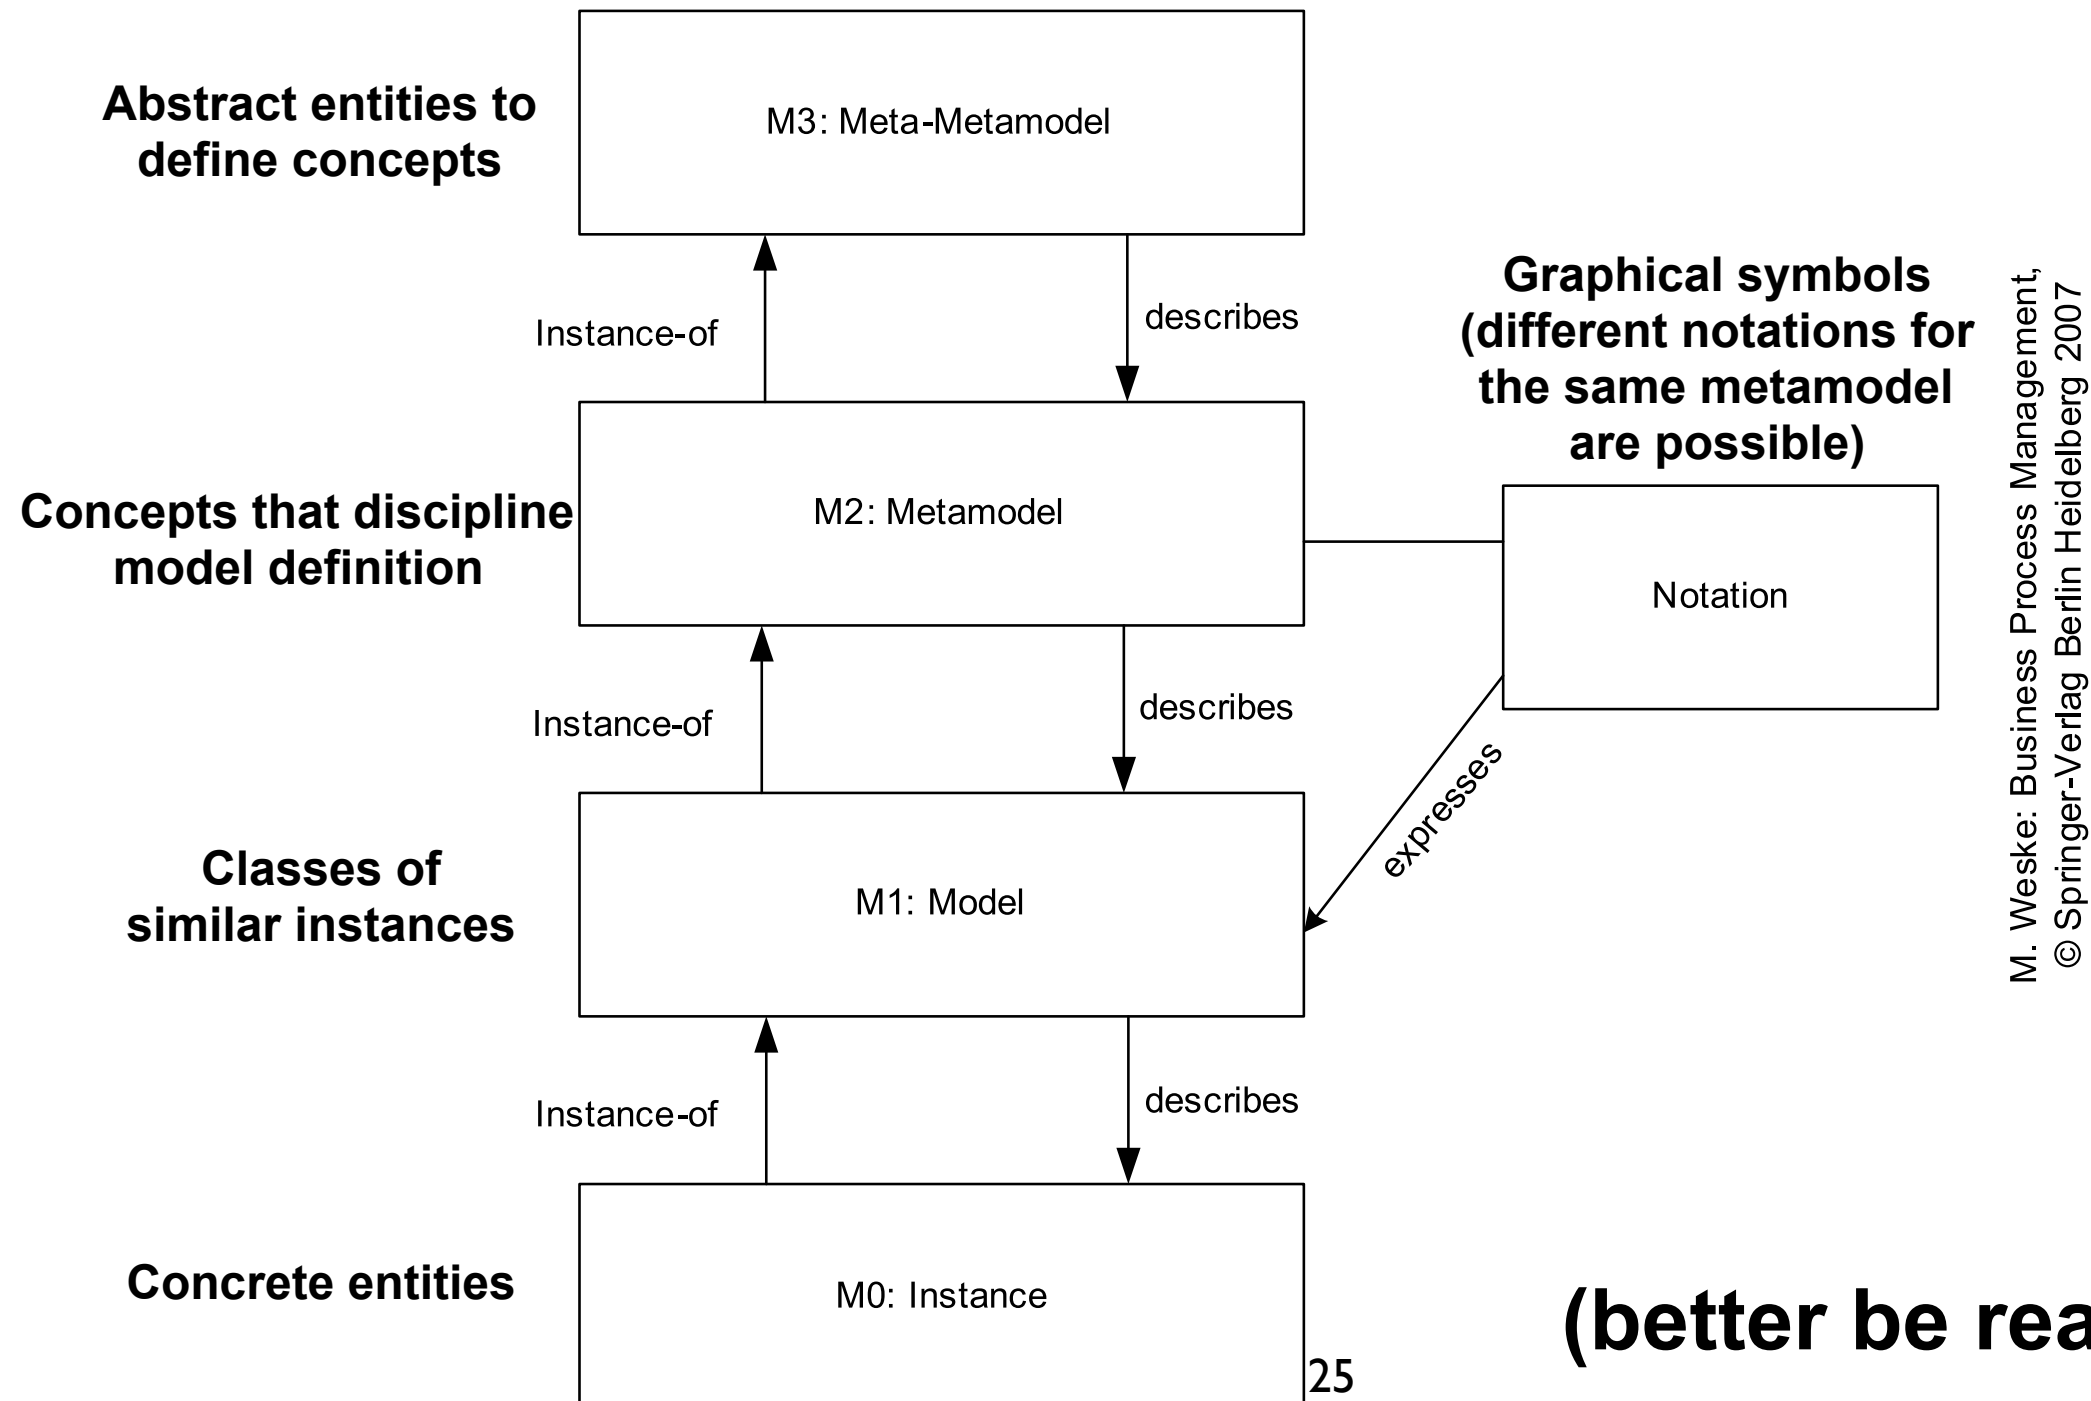 Abstract entities to
define concepts
M3: Meta-Metamodel
Instance-of
describes
Graphical symbols
(different notations for
the same metamodel
are possible)
Concepts that discipline
model definition
M2: Metamodel
Notation
Instance-of
describes
expresses
Classes of
similar instances
M1: Model
Instance-of
describes
Concrete entities
M0: Instance
(better be rea
25
M. Weske: Business Process Management,
© Springer-Verlag Berlin Heidelberg 2007